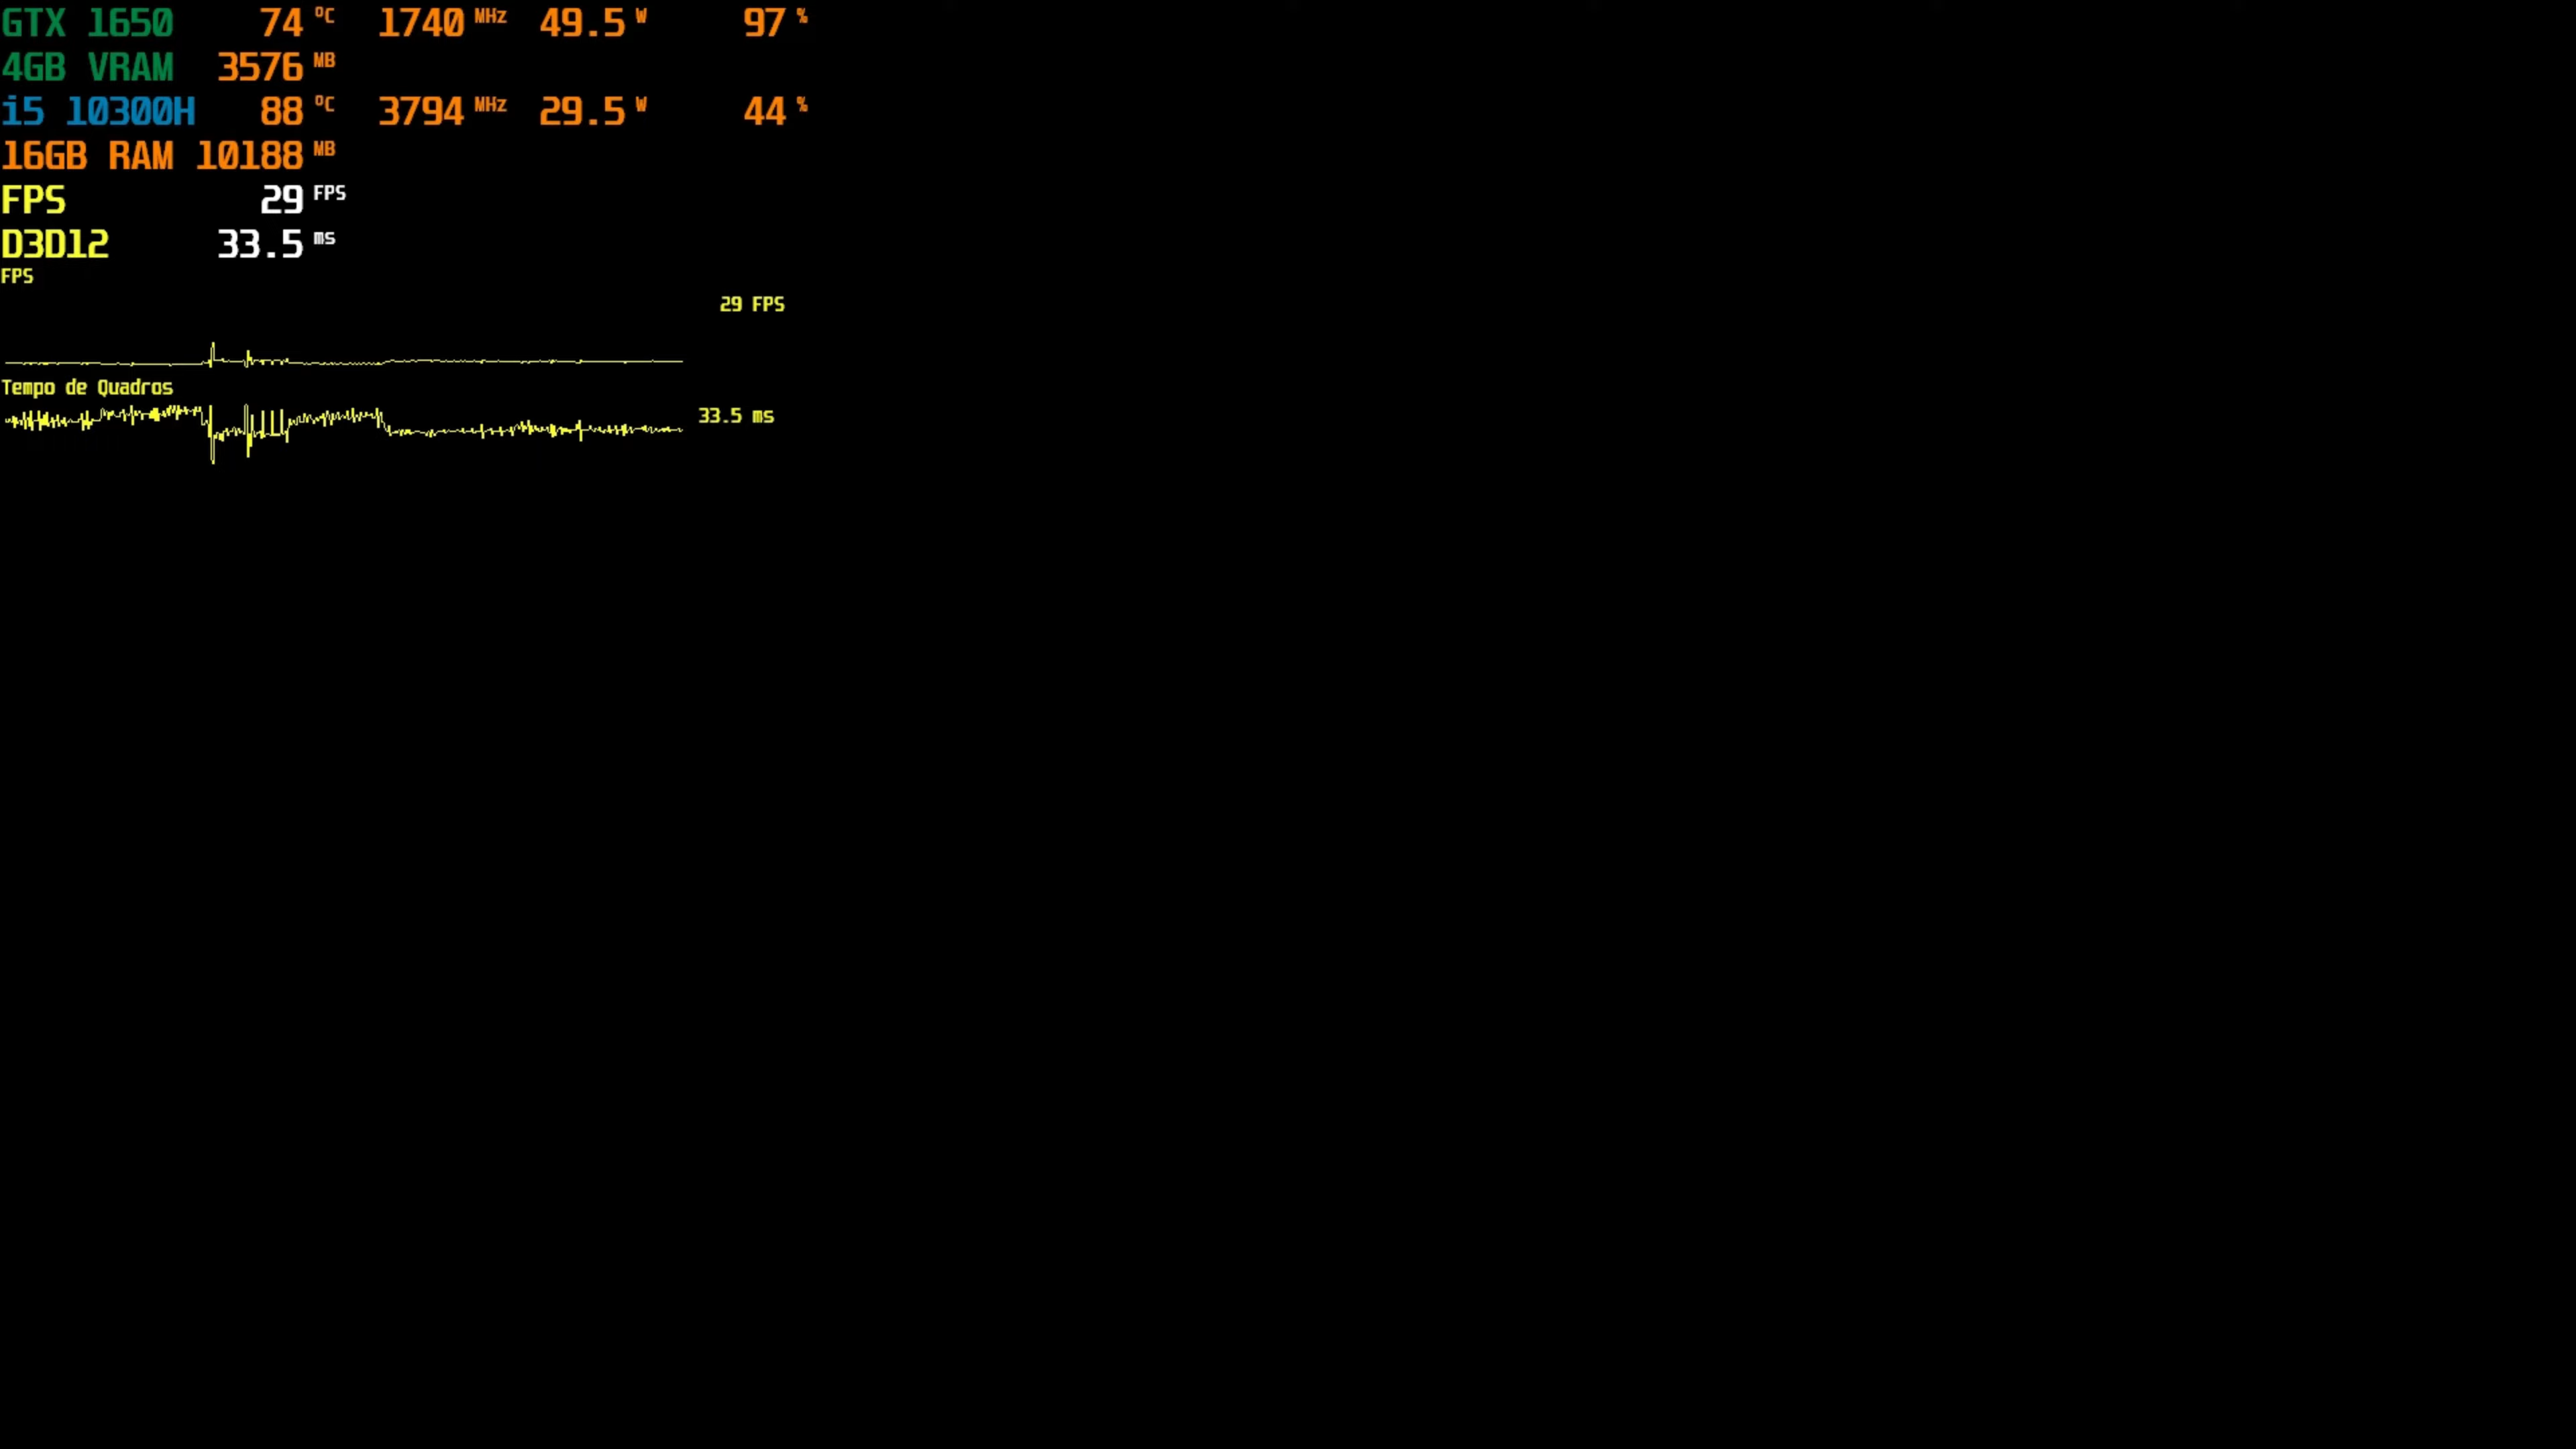 GTX 1650 74 °C 1740 MHz 49.5 W 97 %
4GB VRAM 3576 MB
i5 10300H 88 °C 3794 MHz 29.5 W 44 %
16GB RAM 10188 MB
FPS 29 FPS
D3D12 33.5 ms
FPS
29 FPS
Tempo de Quadros
33.5 ms